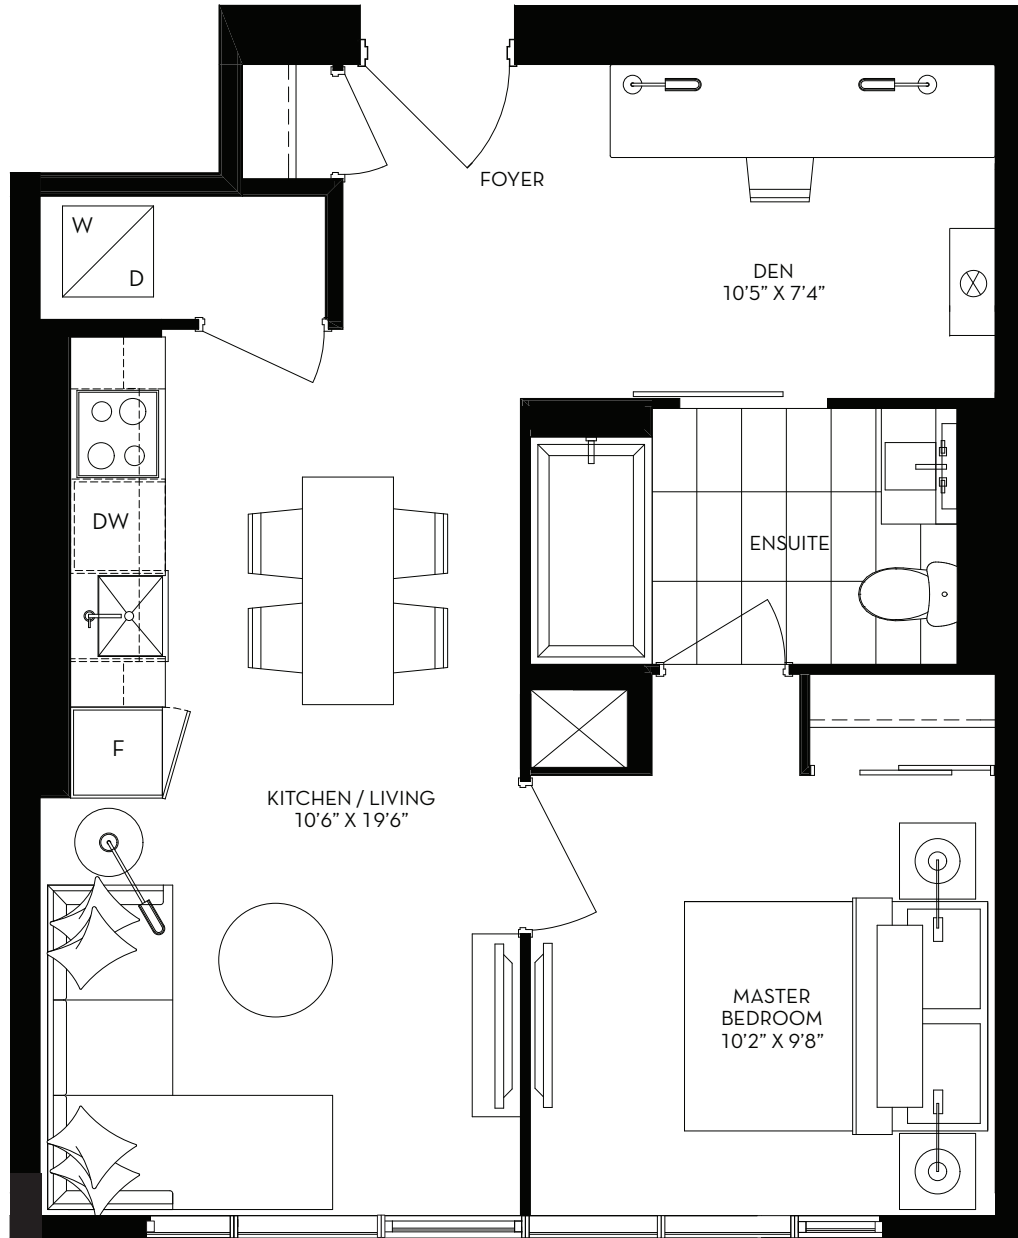 FOYER
W
D
DEN
10’5” X 7’4”
DW
ENSUITE
F
KITCHEN / LIVING
10’6” X 19’6”
MASTER
BEDROOM
10’2” X 9’8”